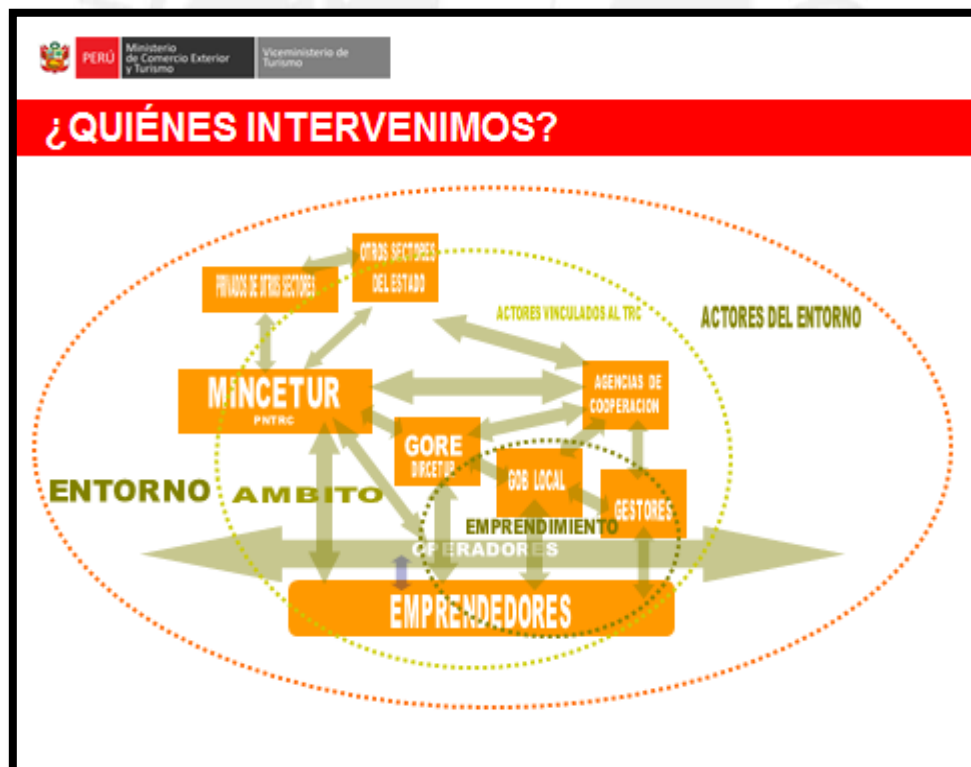 PERÚ
Ministerio
de Comercio Exterior
y Turismo
Viceministerio de
Turismo
¿QUIÉNES INTERVENIMOS?
OTROS SECTORES
DEL ESTADO
PRIVADOS DE OTROS SECTORES
ACTORES VINCULADOS AL TRC
ACTORES DEL ENTORNO
MiNCETUR
PNTRC
AGENCIAS DE
COOPERACION
GORE
DIRCETUR
GOB LOCAL
GESTORES
ENTORNO
AMBITO
EMPRENDIMIENTO
OPERADORES
EMPRENDEDORES